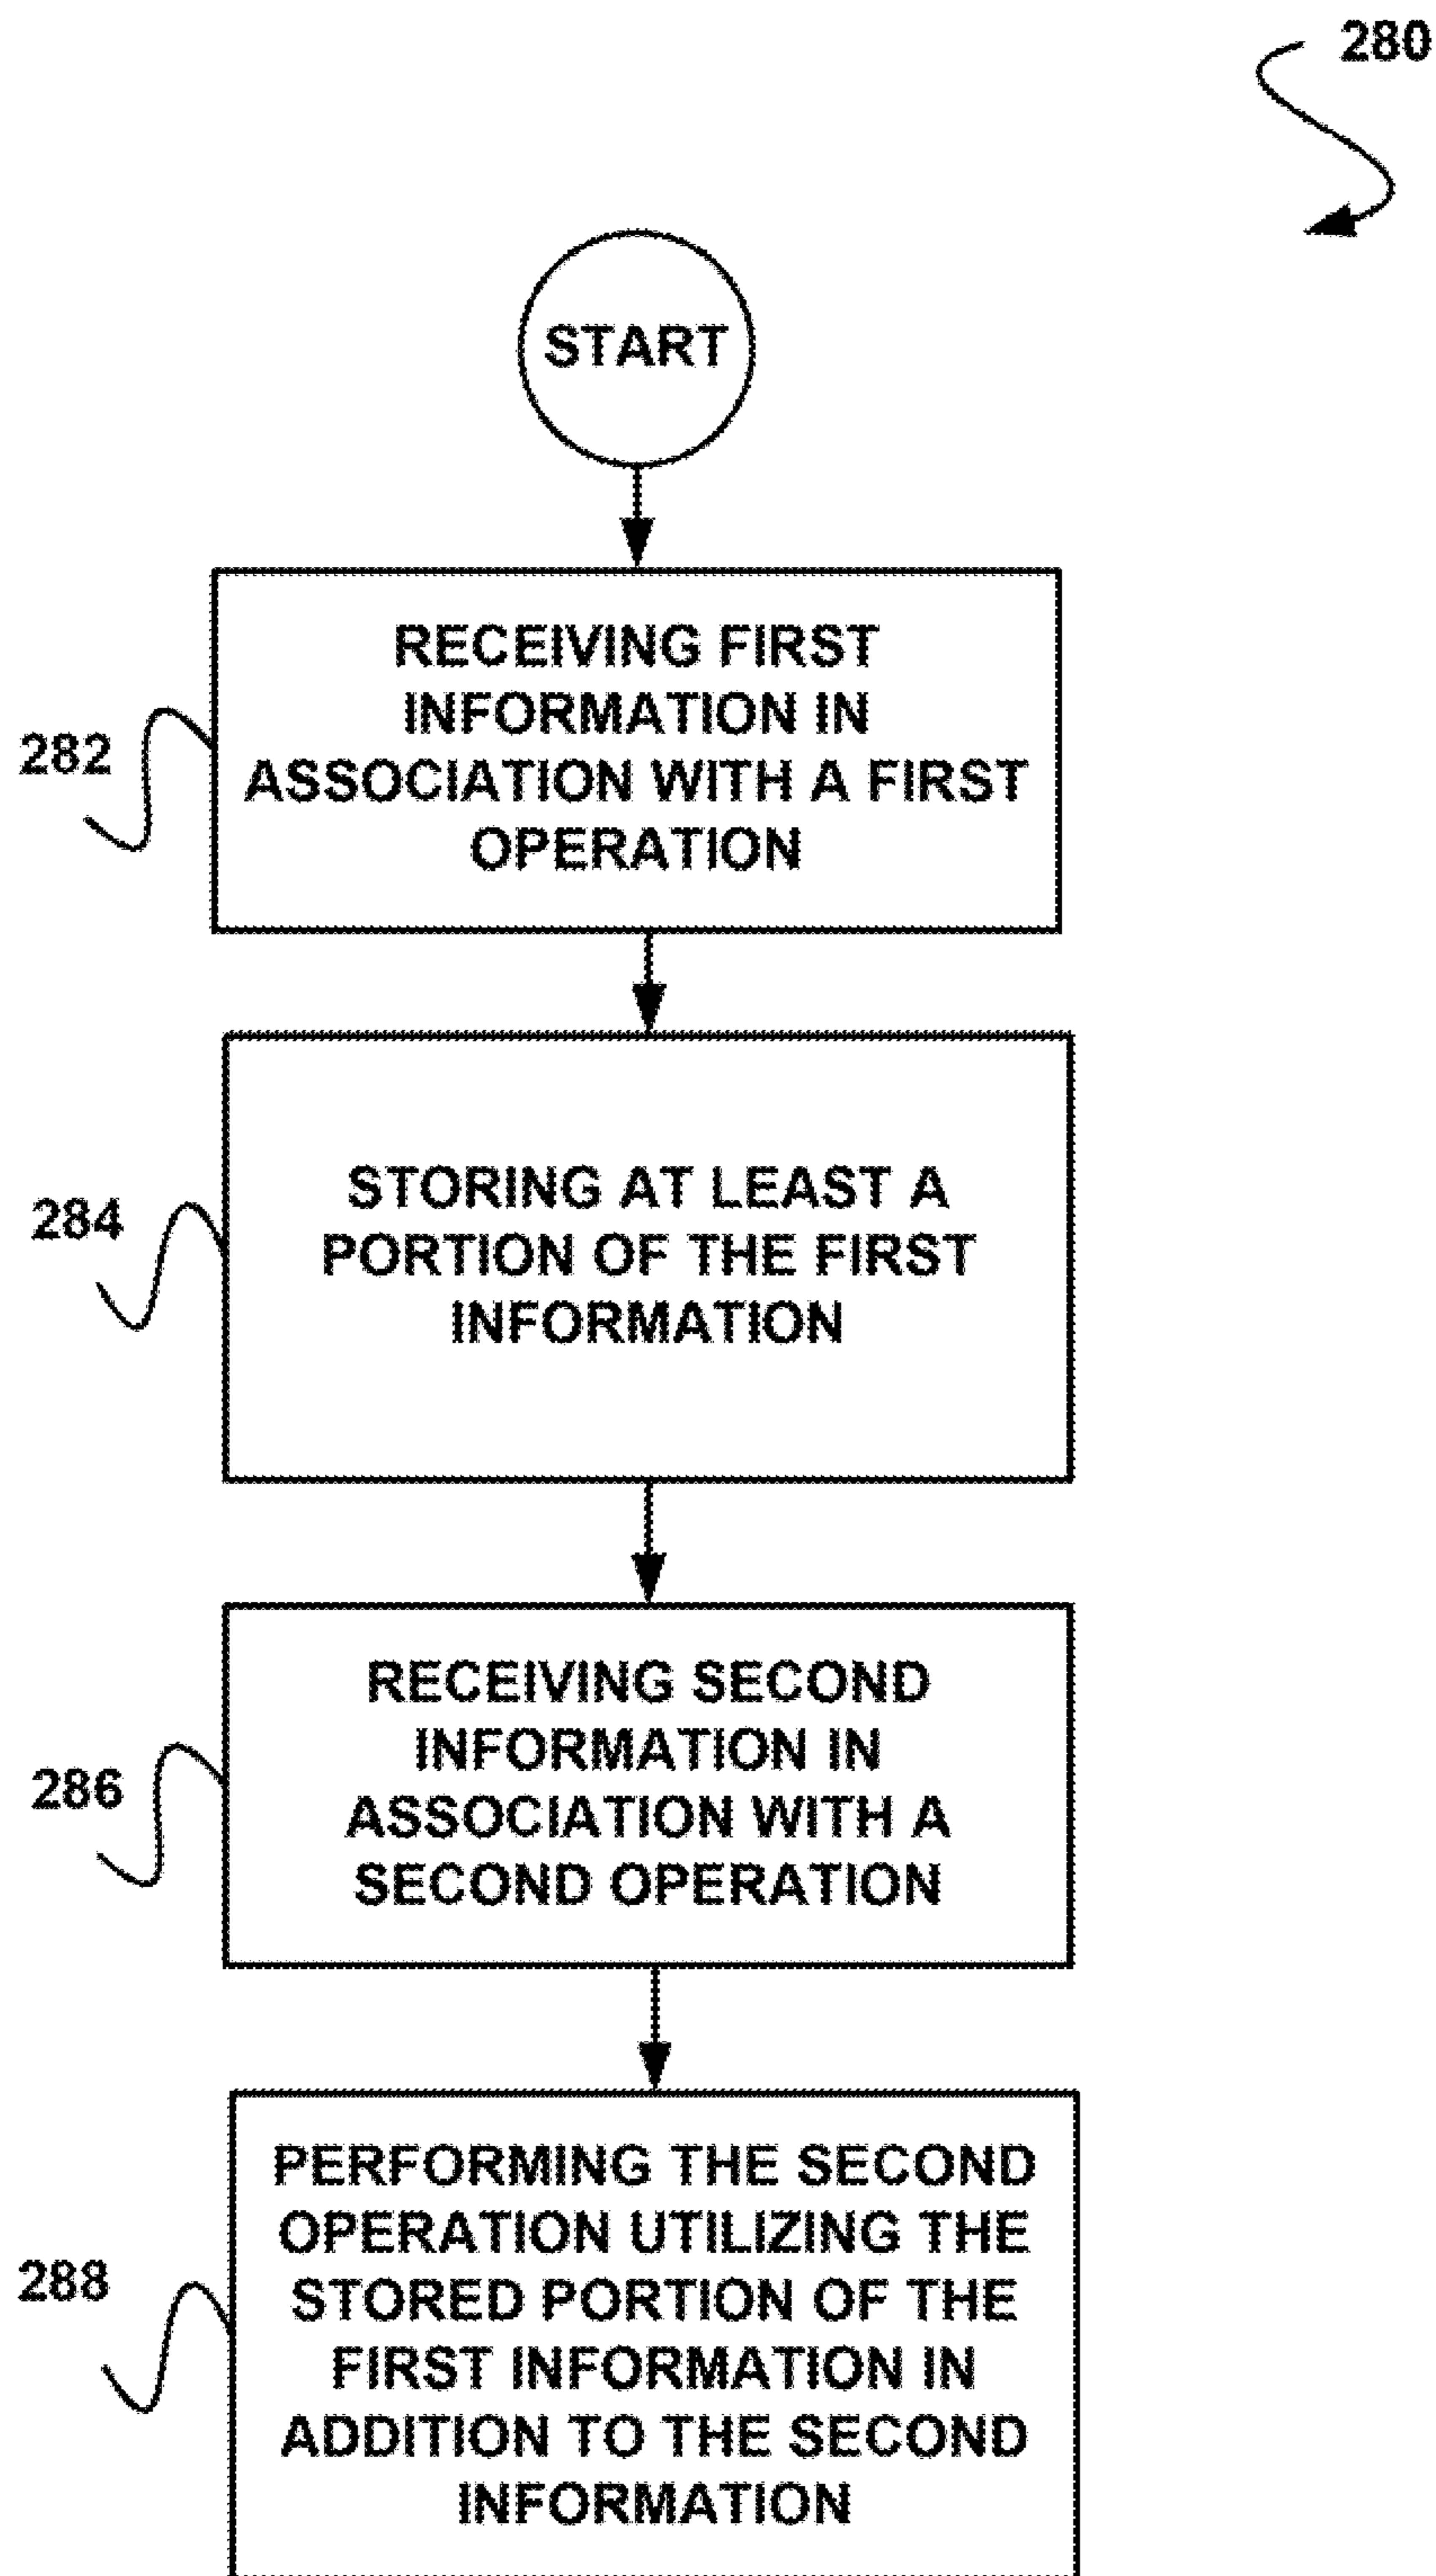 280
START
RECEIVING FIRST
INFORMATION IN
ASSOCIATION WITH A FIRST
OPERATION
282
STORING AT LEAST A
PORTION OF THE FIRST
INFORMATION
284
RECEIVING SECOND
INFORMATION IN
ASSOCIATION WITH A
SECOND OPERATION
286
PERFORMING THE SECOND
OPERATION UTILIZING THE
STORED PORTION OF THE
FIRST INFORMATION IN
ADDITION TO THE SECOND
INFORMATION
288